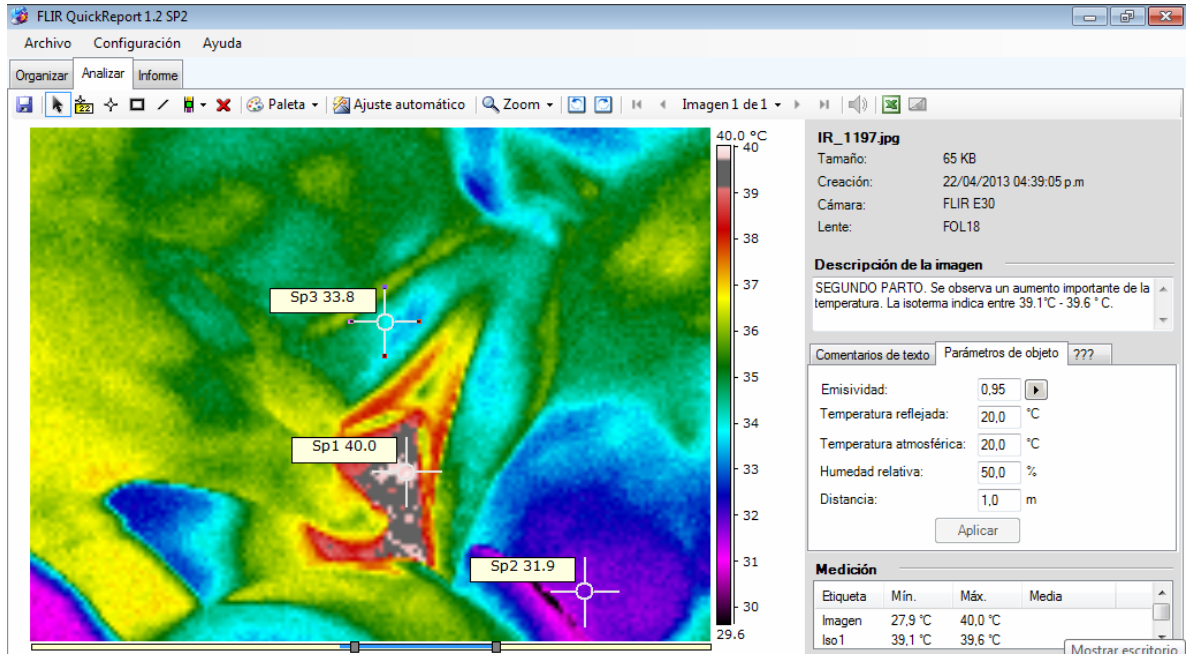 FLIR QuickReport 1.2 SP2
Archivo Configuración Ayuda
Organizar Analizar Informe
22 Paleta Ajuste automático Zoom Imagen 1 de 1
40.0 °C
40
39
38
37
36
35
34
33
32
31
30
29.6
Sp3 33.8
Sp1 40.0
Sp2 31.9
IR_1197.jpg
Tamaño: 65 KB
Creación: 22/04/2013 04:39:05 p.m
Cámara: FLIR E30
Lente: FOL18
Descripción de la imagen
SEGUNDO PARTO. Se observa un aumento importante de la
temperatura. La isoterma indica entre 39.1°C - 39.6 ° C.
Comentarios de texto Parámetros de objeto ???
Emisividad: 0,95
Temperatura reflejada: 20,0 °C
Temperatura atmosférica: 20,0 °C
Humedad relativa: 50,0 %
Distancia: 1,0 m
Aplicar
Medición
Etiqueta Mín. Máx. Media
Imagen 27,9 °C 40,0 °C
Iso1 39,1 °C 39,6 °C
Mostrar escritorio